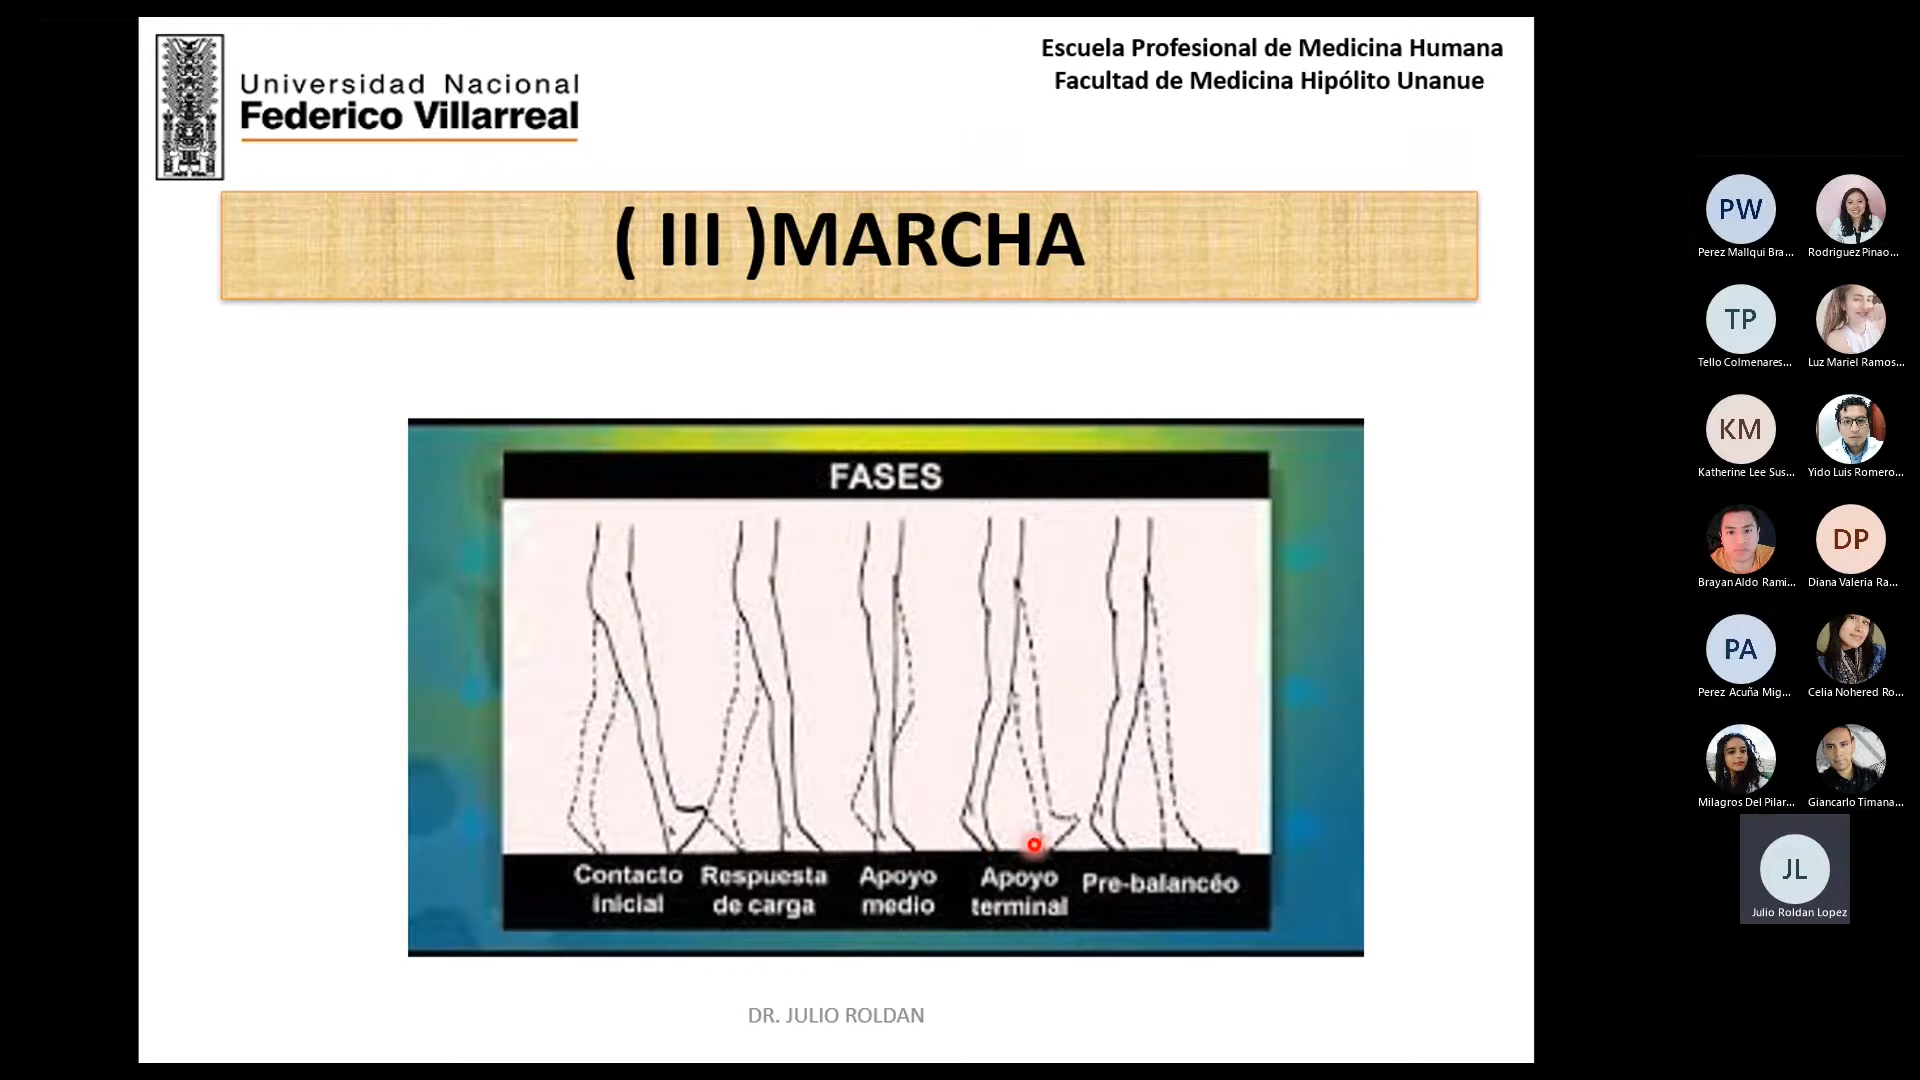 Universidad Nacional
Federico Villarreal
Escuela Profesional de Medicina Humana
Facultad de Medicina Hipólito Unanue
( III )MARCHA
FASES
Contacto inicial
Respuesta de carga
Apoyo medio
Apoyo terminal
Pre-balancéo
DR. JULIO ROLDAN
PW
Perez Mallqui Bra...
Rodriguez Pinao...
TP
Tello Colmenares...
Luz Mariel Ramos...
KM
Katherine Lee Sus...
Yido Luis Romero...
Brayan Aldo Rami...
DP
Diana Valeria Ra...
PA
Perez Acuña Mig...
Celia Nohered Ro...
Milagros Del Pilar...
Giancarlo Timana...
JL
Julio Roldan Lopez